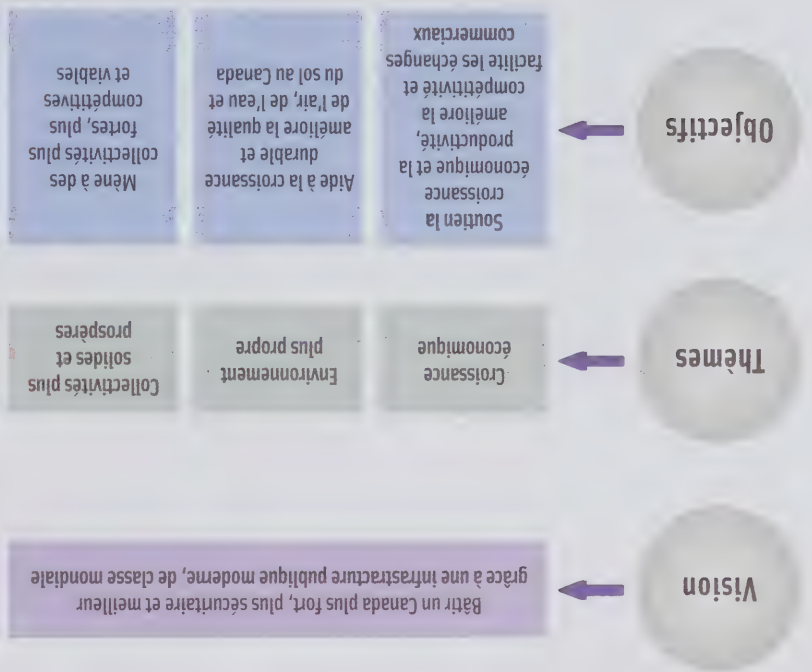 Vision
Bâtir un Canada plus fort, plus sécuritaire et meilleur
grâce à une infrastructure publique moderne, de classe mondiale
Thèmes
Croissance
économique
Environnement
plus propre
Collectivités plus
solides et
prospères
Objectifs
Soutien la
croissance
économique et la
productivité,
améliore la
compétitivité et
facilite les échanges
commerciaux
Aide à la croissance
durable et
améliore la qualité
de l'air, de l'eau et
du sol au Canada
Mène à des
collectivités plus
fortes, plus
compétitives
et viables